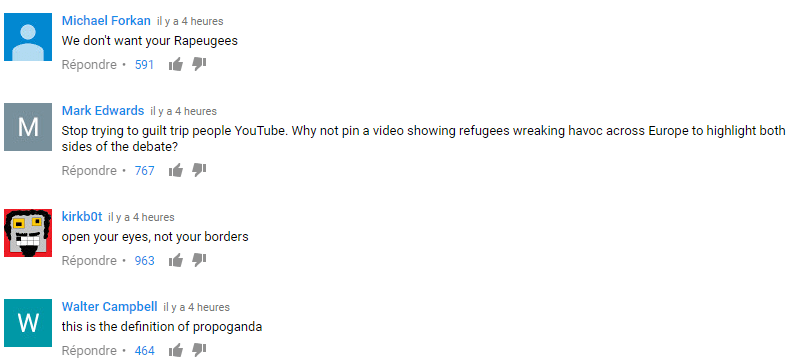 Michael Forkan il y a 4 heures
We don't want your Rapeugees
Répondre • 591
M
Mark Edwards il y a 4 heures
Stop trying to guilt trip people YouTube. Why not pin a video showing refugees wreaking havoc across Europe to highlight both
sides of the debate?
Répondre • 767
kirkb0t il y a 4 heures
open your eyes, not your borders
Répondre • 963
W
Walter Campbell il y a 4 heures
this is the definition of propoganda
Répondre • 464